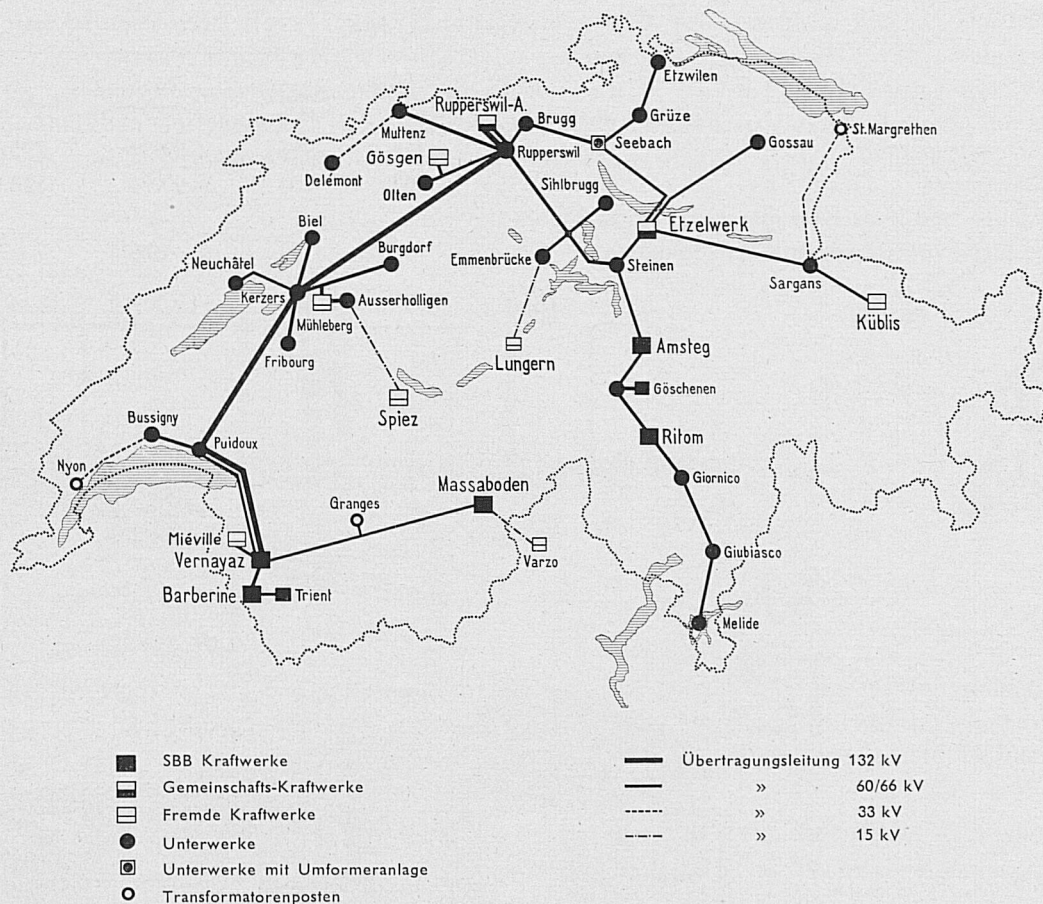 Etzwilen
Rupperswil-A.
Brugg
Grüze
Muttenz
Seebach
St.Margrethen
Gösgen
Rupperswil
Gossau
Delémont
Olten
Sihlbrugg
Biel
Etzelwerk
Burgdorf
Neuchâtel
Emmenbrücke
Steinen
Sargans
Kerzers
Ausserholligen
Mühleberg
Küblis
Fribourg
Lungern
Amsteg
Göschenen
Spiez
Bussigny
Puidoux
Ritom
Nyon
Giornico
Massaboden
Granges
Miéville
Vernayaz
Varzo
Giubiasco
Barberine
Trient
Melide
SBB Kraftwerke
Gemeinschafts-Kraftwerke
Fremde Kraftwerke
Unterwerke
Unterwerke mit Umformeranlage
Transformatorenposten
Übertragungsleitung 132 kV
» 60/66 kV
» 33 kV
» 15 kV